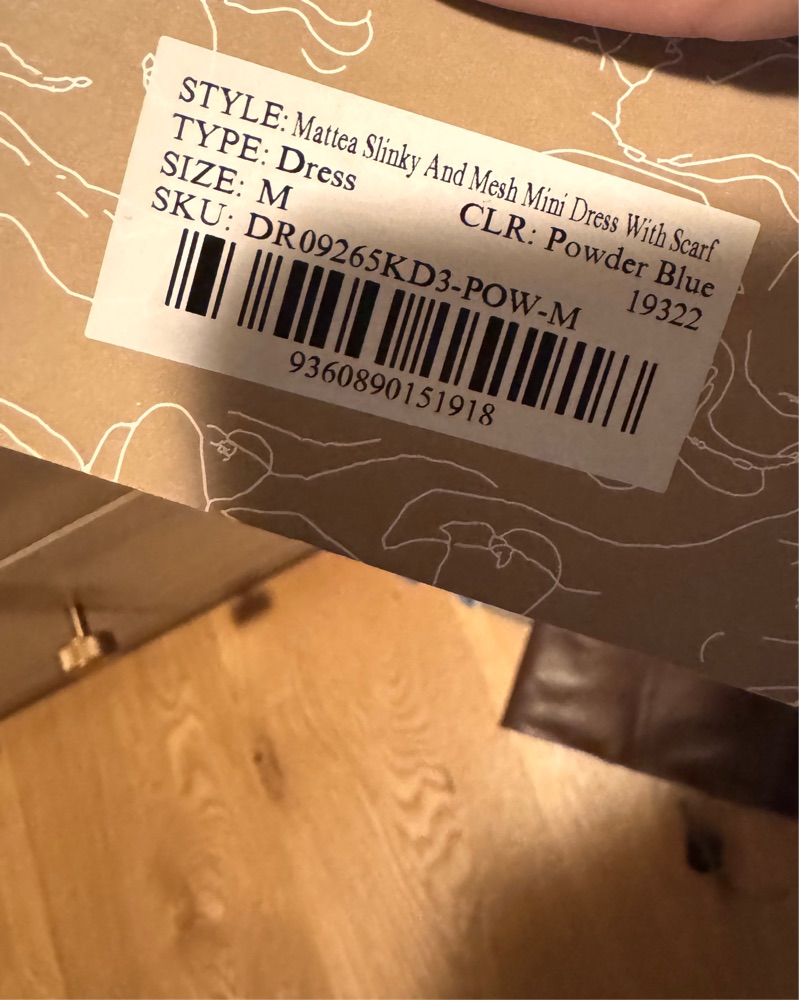 STYLE: Mattea Slinky And Mesh Mini Dress With Scarf
TYPE: Dress
CLR: Powder Blue
SIZE: M
19322
SKU: DR09265KD3-POW-M
9360890151918